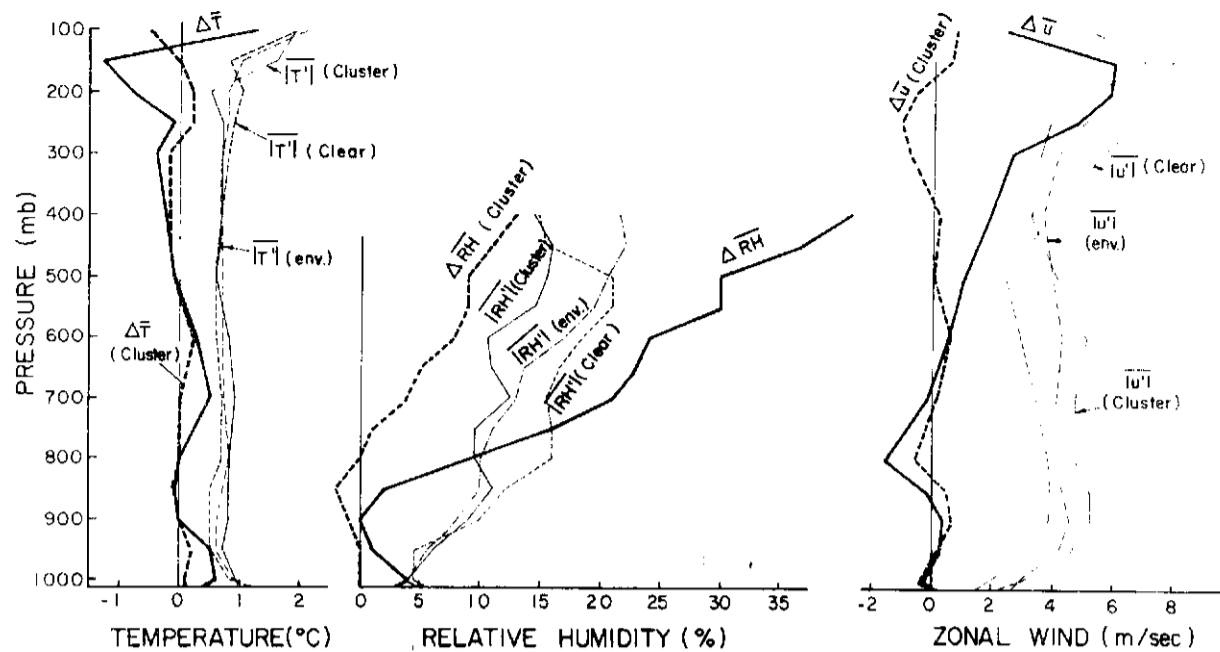 PRESSURE (mb)
100
200
300
400
500
600
700
800
900
1000
ΔT̅
|T'| (Cluster)
|T'| (Clear)
|T'| (env.)
ΔT̅
(Cluster)
-1 0 1 2
TEMPERATURE(°C)
ΔRH (Cluster)
|RH'|(Cluster)
|RH'| (env.)
|RH'|(Clear)
ΔRH
0 5 10 15 20 25 30 35
RELATIVE HUMIDITY (%)
Δu̅ (Cluster)
Δu̅
|u'| (Clear)
|u'|
(env.)
|u'|
(Cluster)
-2 0 2 4 6 8
ZONAL WIND (m/sec)